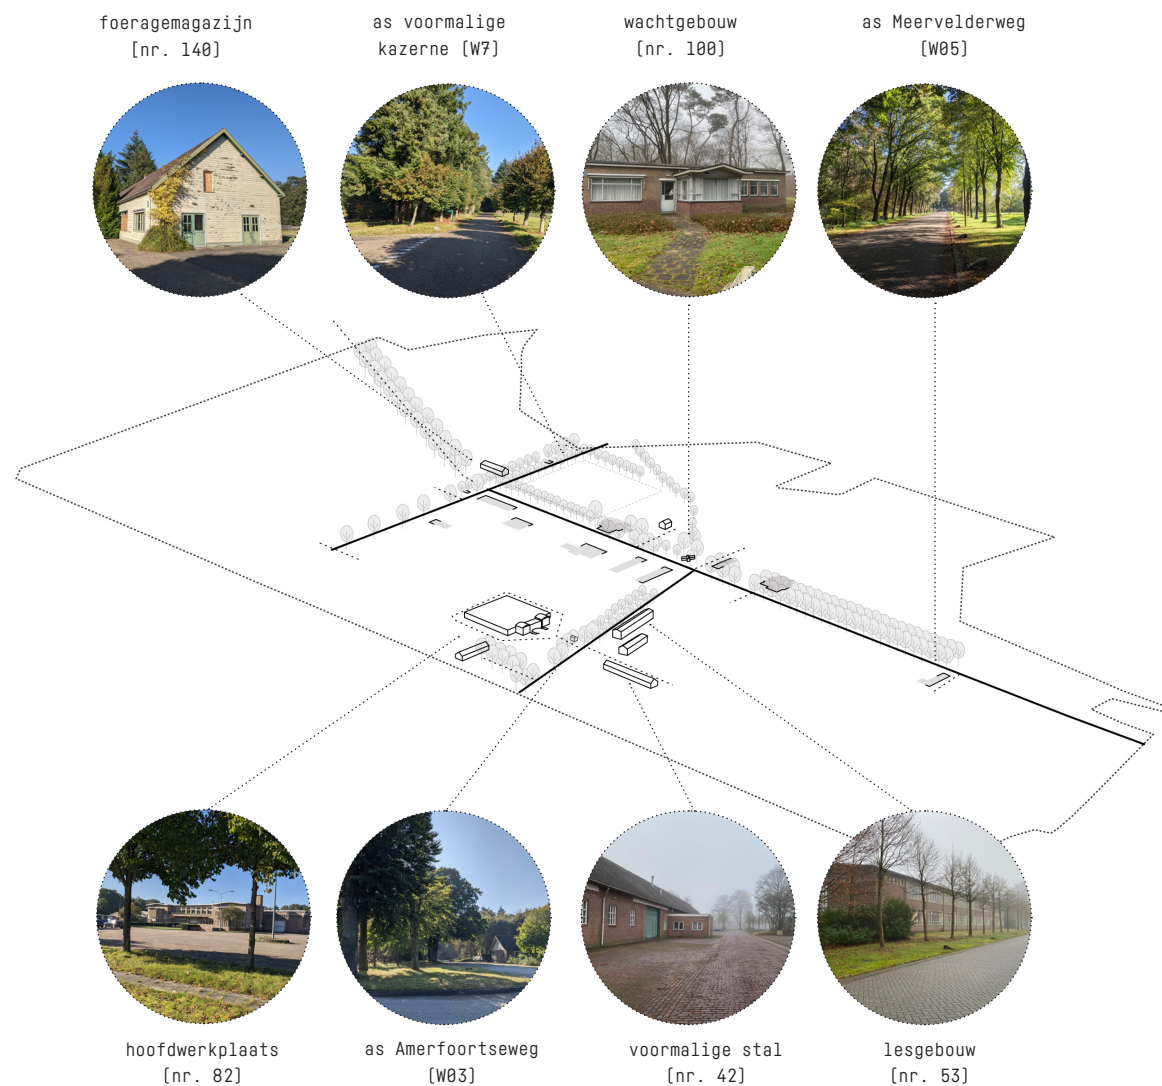 foeragemagazijn
[nr. 140]
as voormalige
kazerne [W7]
wachtgebouw
[nr. 100]
as Meervelderweg
[W05]
hoofdwerkplaats
[nr. 82]
as Amerfoortseweg
[W03]
voormalige stal
[nr. 42]
lesgebouw
[nr. 53]